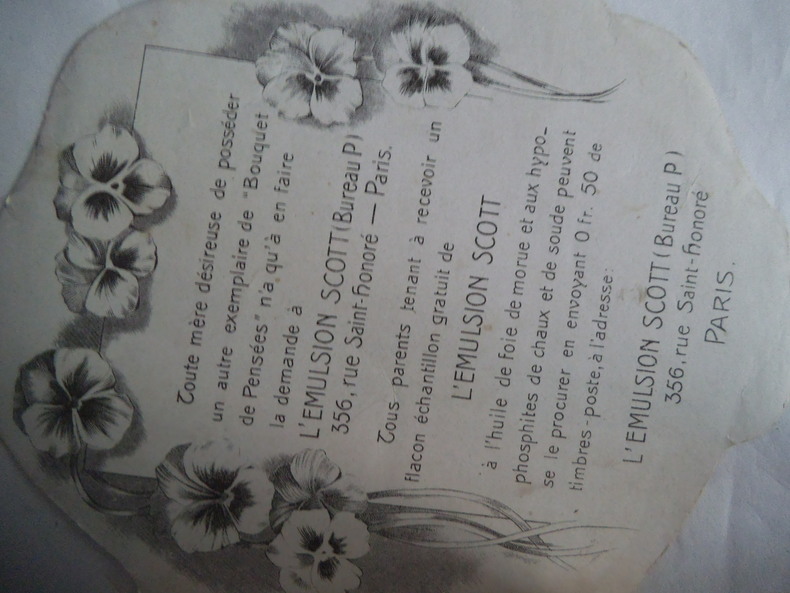 Toute mère désireuse de posséder
un autre exemplaire de "Bouquet
de Pensées" n'a qu'à en faire
la demande à
L'EMULSION SCOTT (Bureau P)
356, rue Saint-Honoré — Paris.
Tous parents tenant à recevoir un
flacon échantillon gratuit de
L'EMULSION SCOTT
à l'huile de foie de morue et aux hypo-
phosphites de chaux et de soude peuvent
se le procurer en envoyant 0 fr. 50 de
timbres-poste, à l'adresse:
L'EMULSION SCOTT (Bureau P)
356, rue Saint-Honoré
PARIS.